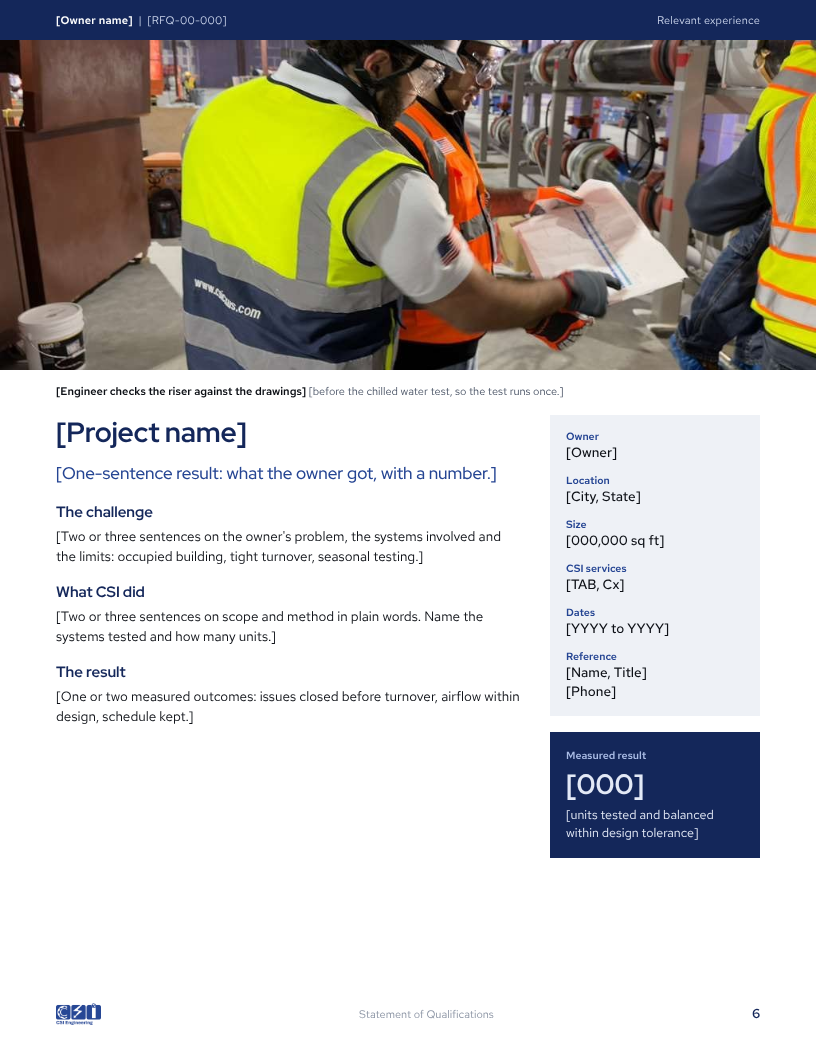 [Owner name] | [RFQ-00-000]
Relevant experience
www.csicws.com
[Engineer checks the riser against the drawings] [before the chilled water test, so the test runs once.]
[Project name]
[One-sentence result: what the owner got, with a number.]
The challenge
[Two or three sentences on the owner's problem, the systems involved and
the limits: occupied building, tight turnover, seasonal testing.]
What CSI did
[Two or three sentences on scope and method in plain words. Name the
systems tested and how many units.]
The result
[One or two measured outcomes: issues closed before turnover, airflow within
design, schedule kept.]
Owner
[Owner]
Location
[City, State]
Size
[000,000 sq ft]
CSI services
[TAB, Cx]
Dates
[YYYY to YYYY]
Reference
[Name, Title]
[Phone]
Measured result
[000]
[units tested and balanced
within design tolerance]
CSI
CSI Engineering
Statement of Qualifications
6